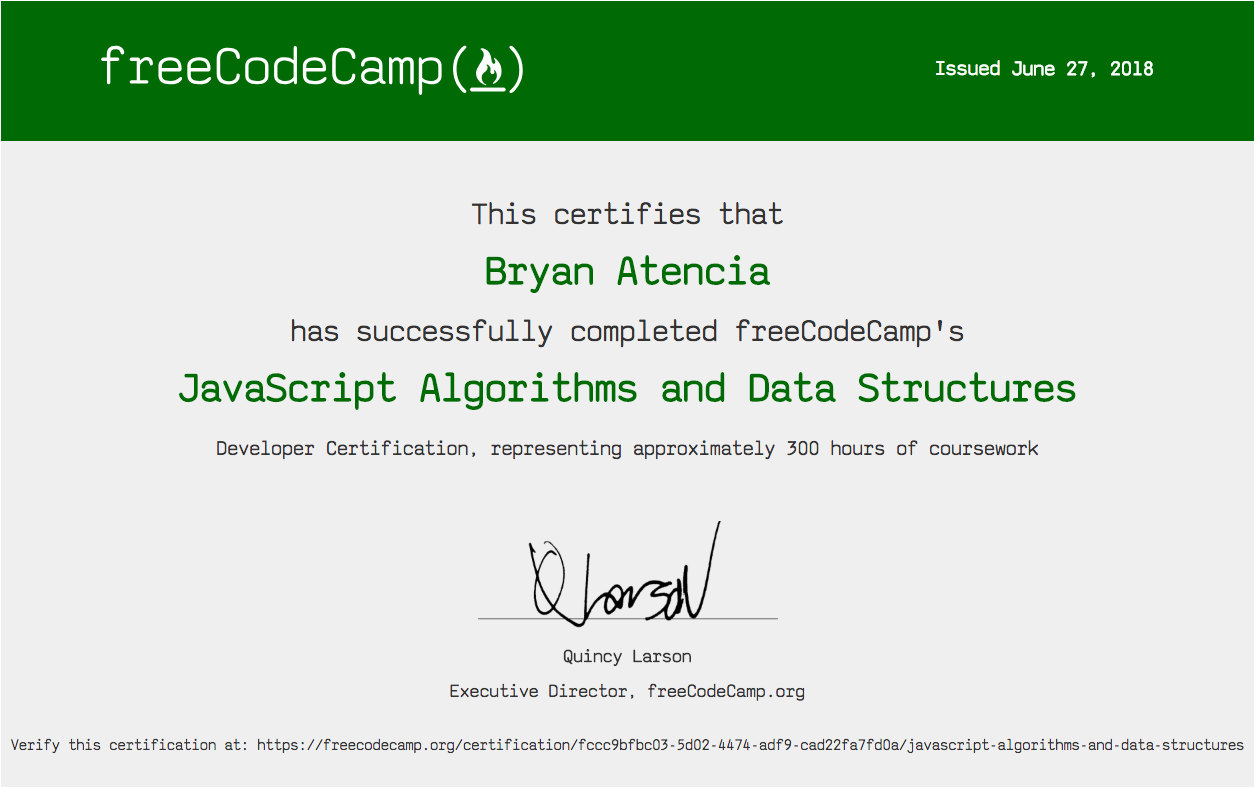 freeCodeCamp(🔥)
Issued June 27, 2018
This certifies that
Bryan Atencia
has successfully completed freeCodeCamp's
JavaScript Algorithms and Data Structures
Developer Certification, representing approximately 300 hours of coursework
Q Larson
Quincy Larson
Executive Director, freeCodeCamp.org
Verify this certification at: https://freecodecamp.org/certification/fccc9bfbc03-5d02-4474-adf9-cad22fa7fd0a/javascript-algorithms-and-data-structures